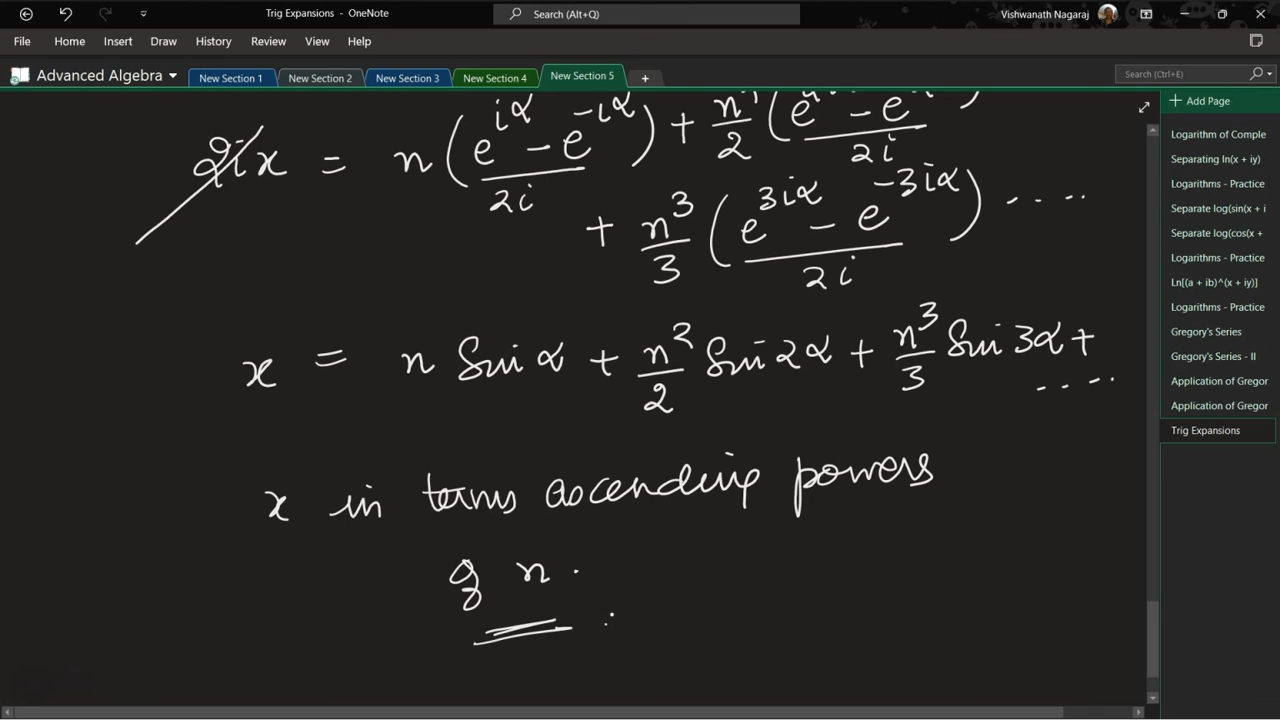 Trig Expansions - OneNote
Search (Alt+Q)
Vishwanath Nagaraj
File Home Insert Draw History Review View Help
Advanced Algebra
New Section 1 New Section 2 New Section 3 New Section 4 New Section 5 +
Search (Ctrl+E)
+ Add Page
Logarithm of Comple
Separating ln(x + iy)
Logarithms - Practice
Separate log(sin(x + i
Separate log(cos(x +
Logarithms - Practice
Ln[(a + ib)^(x + iy)]
Logarithms - Practice
Gregory's Series
Gregory's Series - II
Application of Gregor
Application of Gregor
Trig Expansions
2ix = n(e^{iα} - e^{-iα})/2i + n²/2 (e - e)/2i
+ n³/3 (e^{3iα} - e^{-3iα})/2i ....
x = n Sin α + n²/2 Sin 2α + n³/3 Sin 3α + ....
x in terms ascending powers
of n.